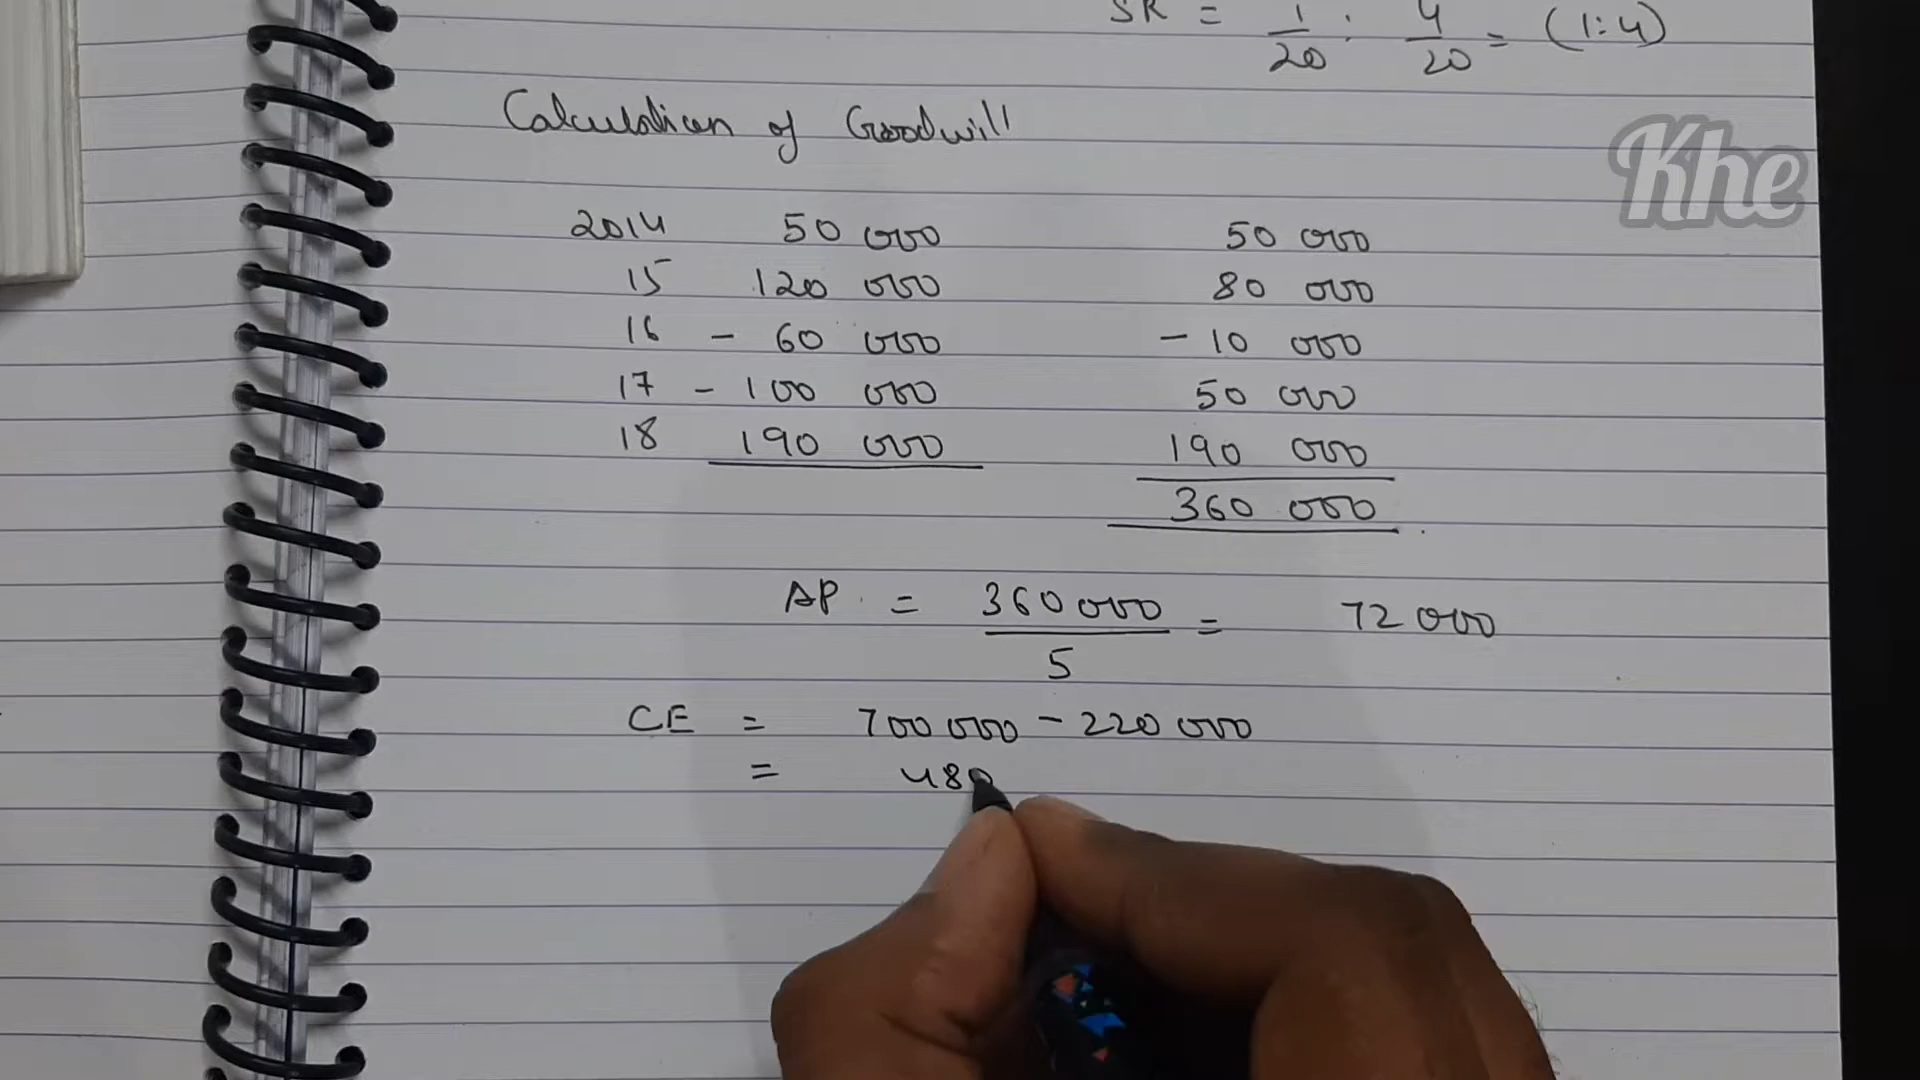 SR = 1/20 : 4/20 = (1:4)
Khe
Calculation of Goodwill
2014 50 000 50 000
15 120 000 80 000
16 - 60 000 - 10 000
17 - 100 000 50 000
18 190 000 190 000
360 000
AP. = 360 000 / 5 = 72 000
CE = 700 000 - 220 000
= 480